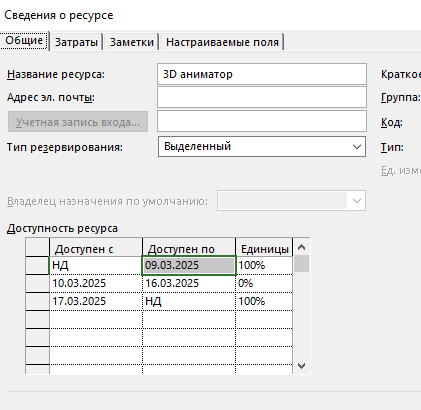 Сведения о ресурсе
Общие Затраты Заметки Настраиваемые поля
Название ресурса: 3D аниматор Краткое
Адрес эл. почты: Группа:
Учетная запись входа... Код:
Тип резервирования: Выделенный Тип:
Ед. изме
Владелец назначения по умолчанию:
Доступность ресурса
Доступен с Доступен по Единицы
НД 09.03.2025 100%
10.03.2025 16.03.2025 0%
17.03.2025 НД 100%